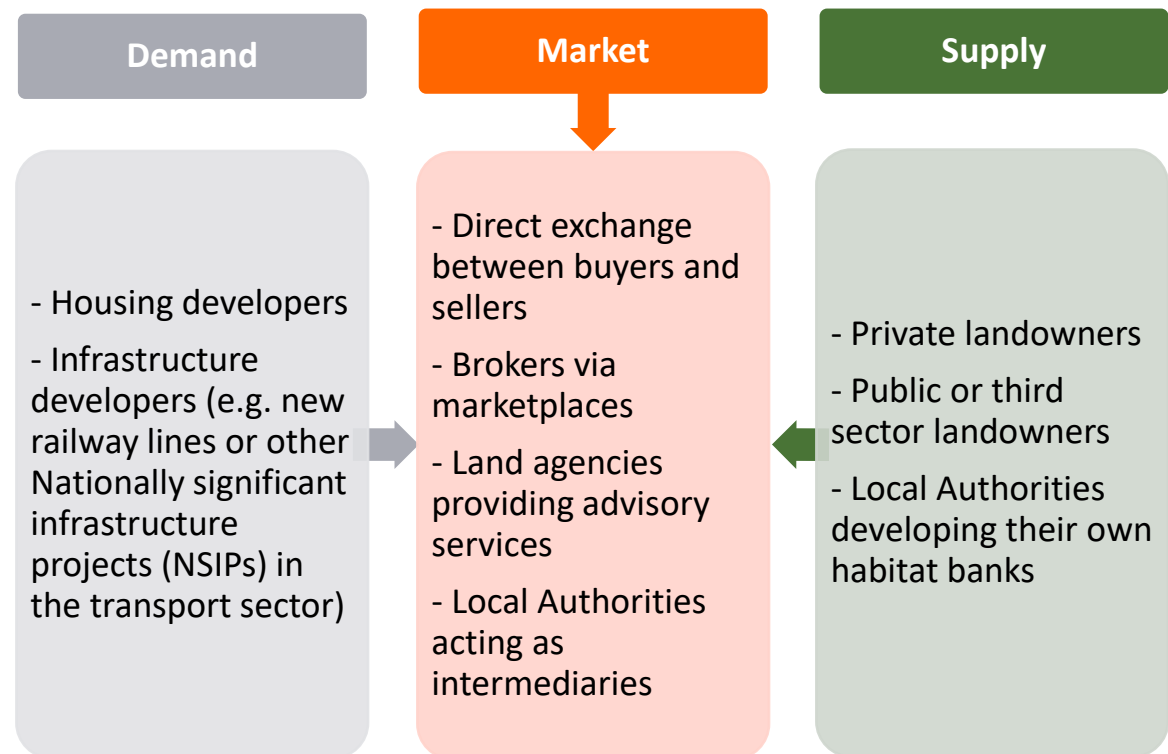 Demand
Market
Supply
- Housing developers
- Infrastructure
developers (e.g. new
railway lines or other
Nationally significant
infrastructure
projects (NSIPs) in
the transport sector)
- Direct exchange
between buyers and
sellers
- Brokers via
marketplaces
- Land agencies
providing advisory
services
- Local Authorities
acting as
intermediaries
- Private landowners
- Public or third
sector landowners
- Local Authorities
developing their own
habitat banks